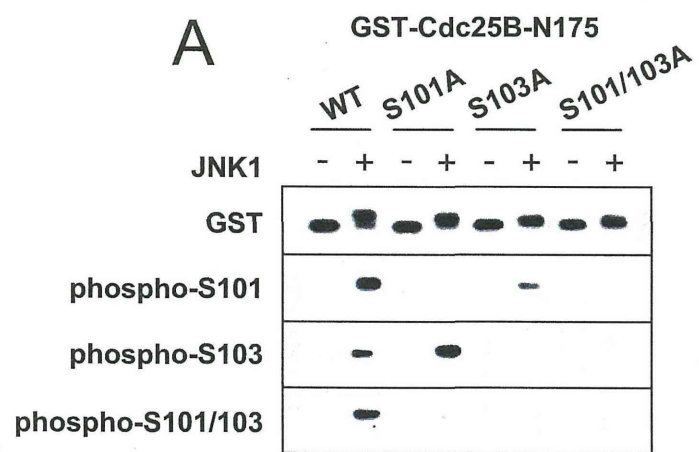 A
GST-Cdc25B-N175
WT S101A S103A S101/103A
JNK1 - + - + - + - +
GST
phospho-S101
phospho-S103
phospho-S101/103